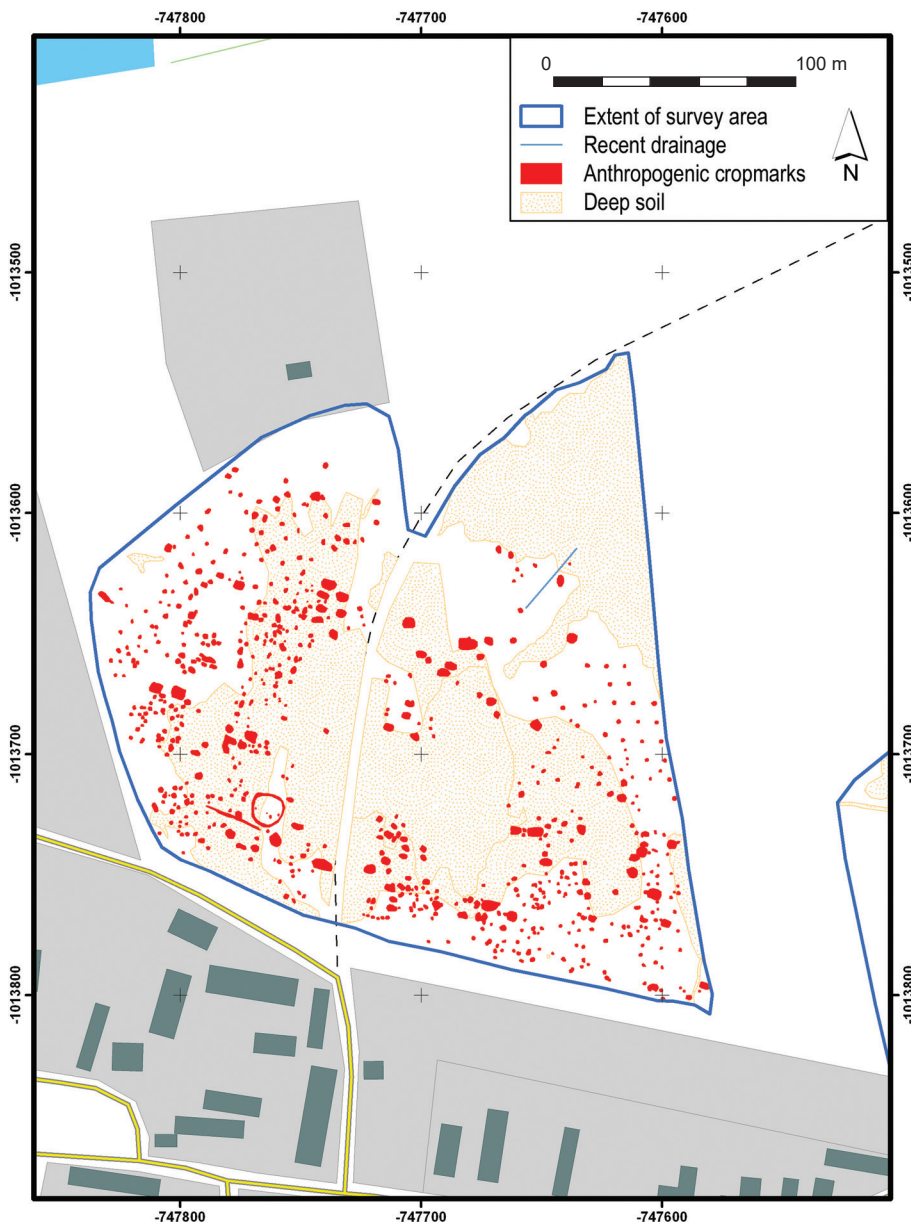 -747800 -747700 -747600
0 100 m
Extent of survey area
Recent drainage
Anthropogenic cropmarks
Deep soil
N
-1013500 -1013500
-1013600 -1013600
-1013700 -1013700
-1013800 -1013800
-747800 -747700 -747600